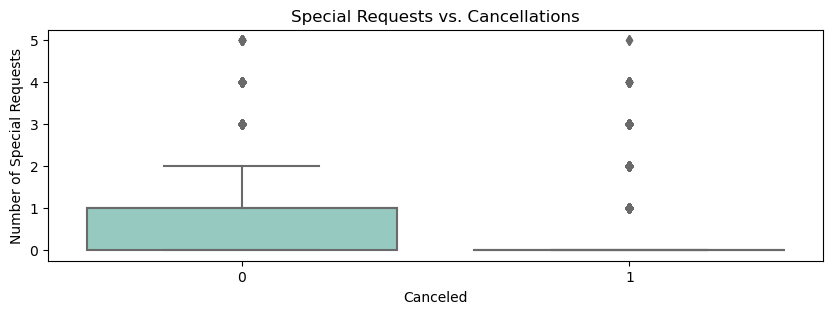 Special Requests vs. Cancellations
Number of Special Requests
5
4
3
2
1
0
0 1
Canceled